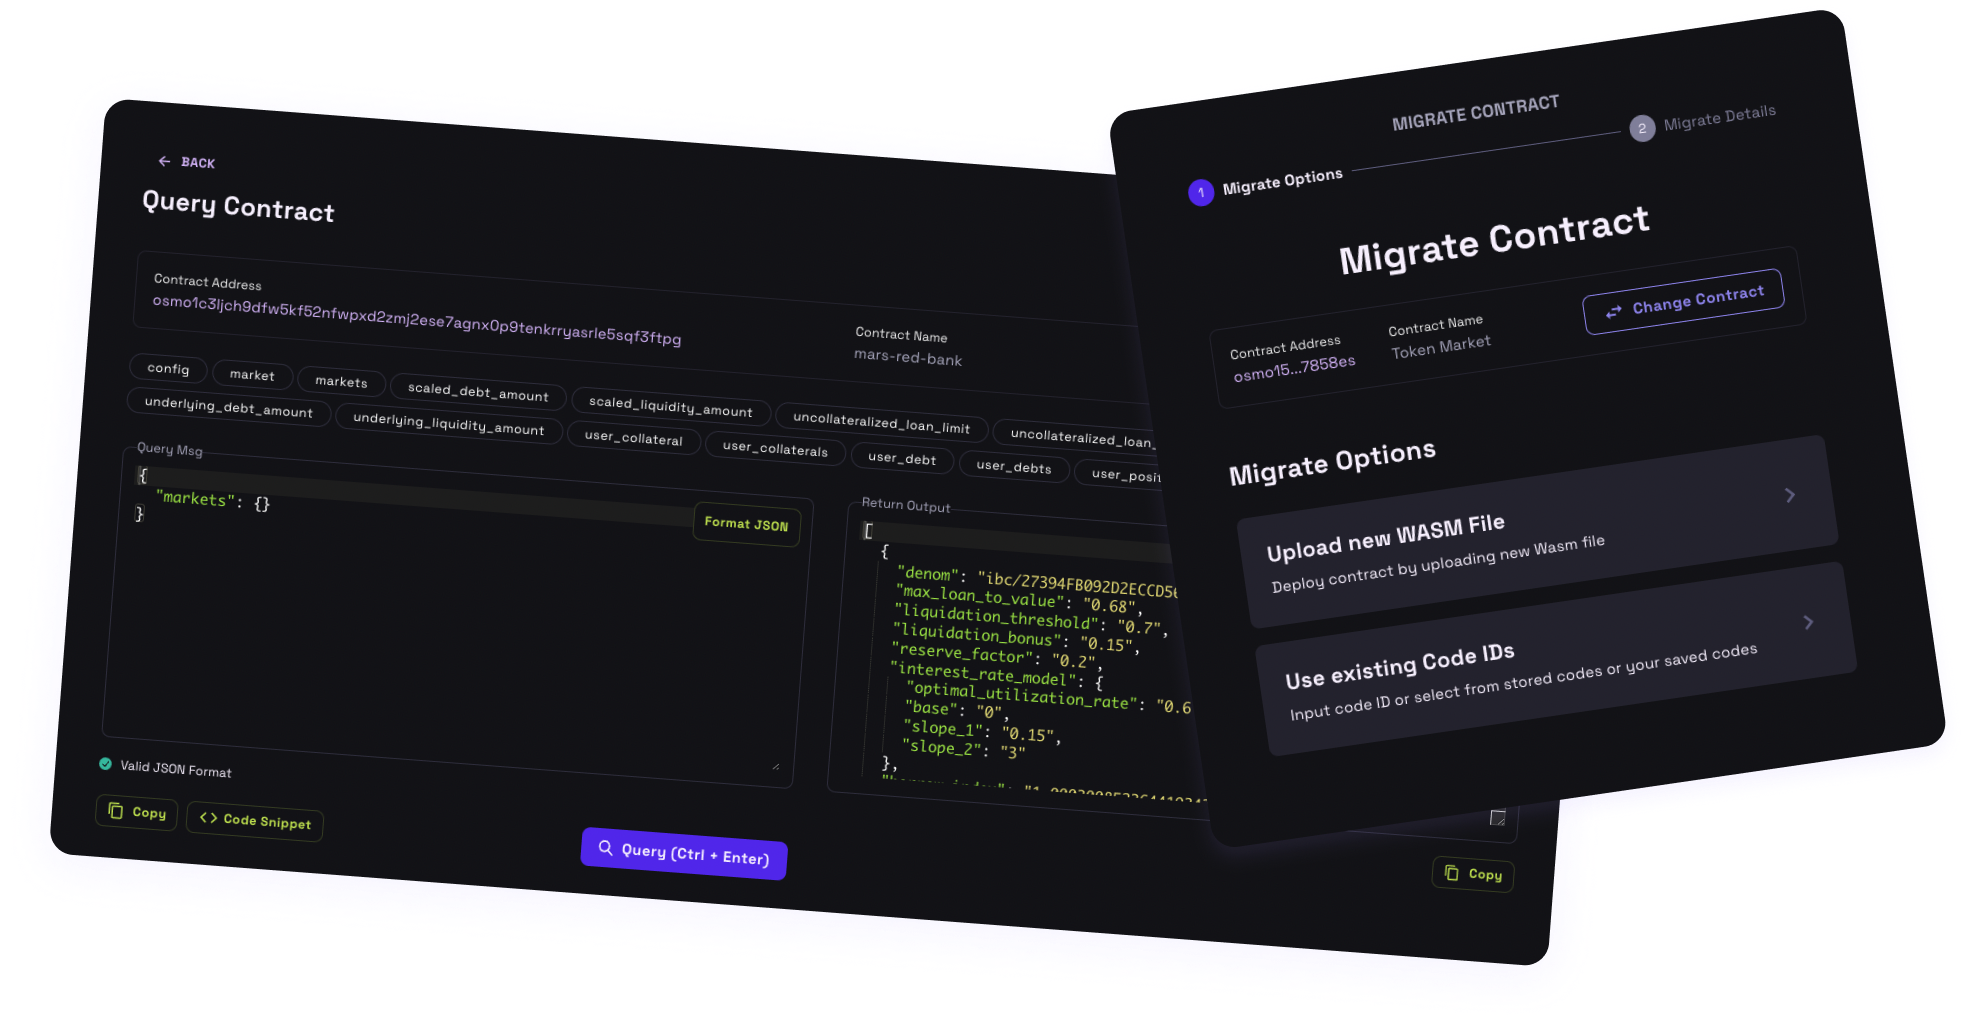 BACK
Query Contract
Contract Address
osmo1c3ljch9dfw5kf52nfwpxd2zmj2ese7agnx0p9tenkrryasrle5sqf3ftpg
Contract Name
mars-red-bank
config market markets scaled_debt_amount scaled_liquidity_amount uncollateralized_loan_limit uncollateralized_loan_
underlying_debt_amount underlying_liquidity_amount user_collateral user_collaterals user_debt user_debts user_posit
Query Msg
{
"markets": {}
}
Format JSON
Valid JSON Format
Copy
Code Snippet
Query (Ctrl + Enter)
Return Output
[
{
"denom": "ibc/27394FB092D2ECCD56
"max_loan_to_value": "0.68",
"liquidation_threshold": "0.7",
"liquidation_bonus": "0.15",
"reserve_factor": "0.2",
"interest_rate_model": {
"optimal_utilization_rate": "0.6
"base": "0",
"slope_1": "0.15",
"slope_2": "3"
},
Copy
MIGRATE CONTRACT
1 Migrate Options
2 Migrate Details
Migrate Contract
Contract Address
osmo15...7858es
Contract Name
Token Market
Change Contract
Migrate Options
Upload new WASM File
Deploy contract by uploading new Wasm file
Use existing Code IDs
Input code ID or select from stored codes or your saved codes